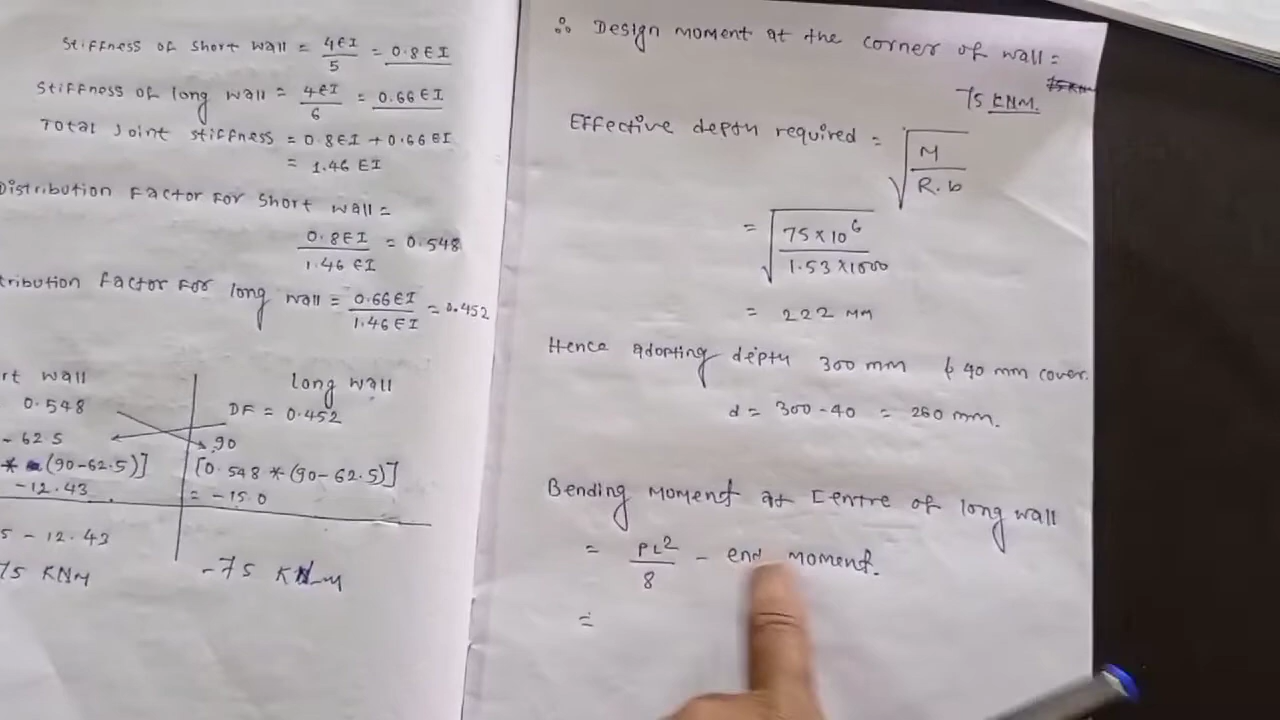 Stiffness of short wall = 4EI/5 = 0.8EI
Stiffness of long wall = 4EI/6 = 0.66EI
Total Joint stiffness = 0.8EI + 0.66EI
= 1.46 EI
Distribution Factor For Short wall =
0.8EI/1.46 EI = 0.548
tribution Factor For long wall = 0.66EI/1.46EI = 0.452
rt wall
0.548
- 62.5
* (90-62.5)]
-12.43
5 - 12.43
75 KNM
long wall
DF = 0.452
90
[0.548 * (90-62.5)]
= -15.0
-75 KN-M
∴ Design moment at the corner of wall =
75 KNM.
Effective depth required = √(M/R.b)
= √(75×10⁶/1.53×1000)
= 222 mm
Hence adopting depth 300 mm & 40 mm cover.
d = 300-40 = 260 mm.
Bending Moment at Centre of long wall
= PL²/8 - end moment.
=